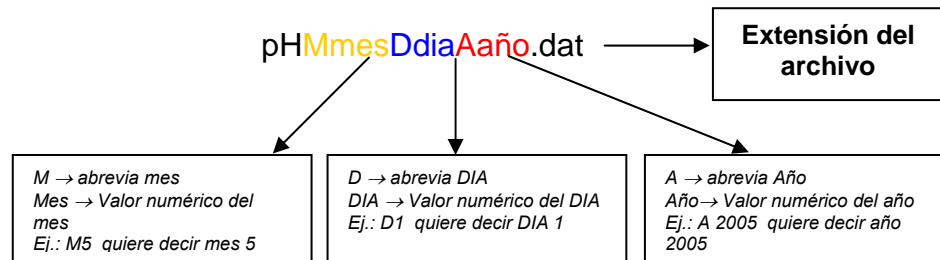 pHMmesDdiaAaño.dat
Extensión del
archivo
M → abrevia mes
Mes → Valor numérico del
mes
Ej.: M5 quiere decir mes 5
D → abrevia DIA
DIA → Valor numérico del DIA
Ej.: D1 quiere decir DIA 1
A → abrevia Año
Año→ Valor numérico del año
Ej.: A 2005 quiere decir año
2005